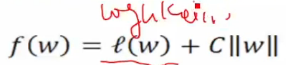 f(w) = ℓ(w) + C‖w‖